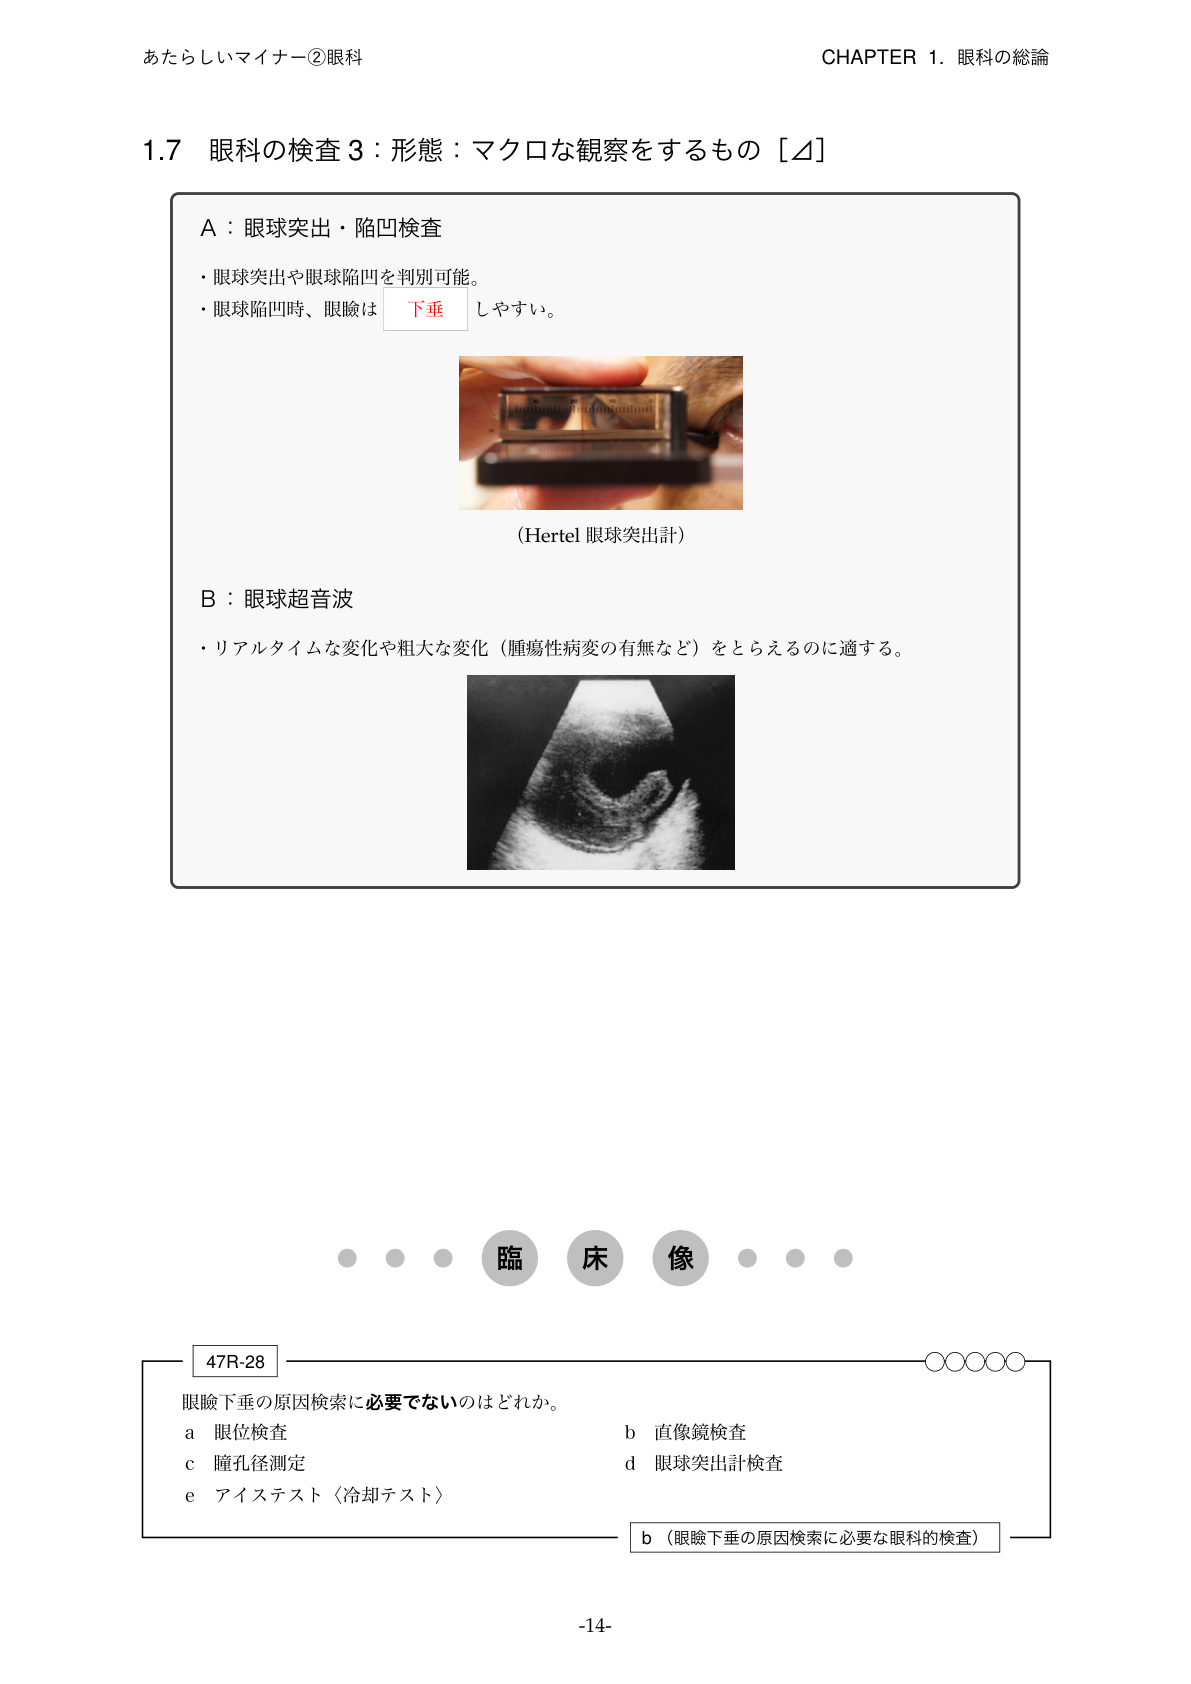 あたらしいマイナー②眼科
CHAPTER 1. 眼科の総論
1.7 眼科の検査 3：形態：マクロな観察をするもの［⊿］
A：眼球突出・陥凹検査
・眼球突出や眼球陥凹を判別可能。
・眼球陥凹時、眼瞼は 下垂 しやすい。
（Hertel 眼球突出計）
B：眼球超音波
・リアルタイムな変化や粗大な変化（腫瘍性病変の有無など）をとらえるのに適する。
臨床像
47R-28
眼瞼下垂の原因検索に必要でないのはどれか。
a 眼位検査
b 直像鏡検査
c 瞳孔径測定
d 眼球突出計検査
e アイステスト〈冷却テスト〉
b （眼瞼下垂の原因検索に必要な眼科的検査）
-14-